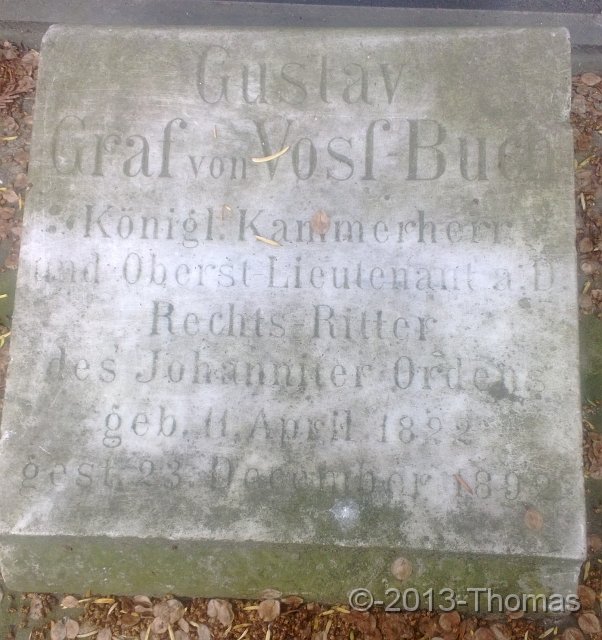 Gustav
Graf von Vosſ-Buch
Königl. Kammerherr
und Oberst-Lieutenant a. D.
Rechts-Ritter
des Johanniter Ordens
geb. 11. April 1822
gest. 23. December 1892
©-2013-Thomas